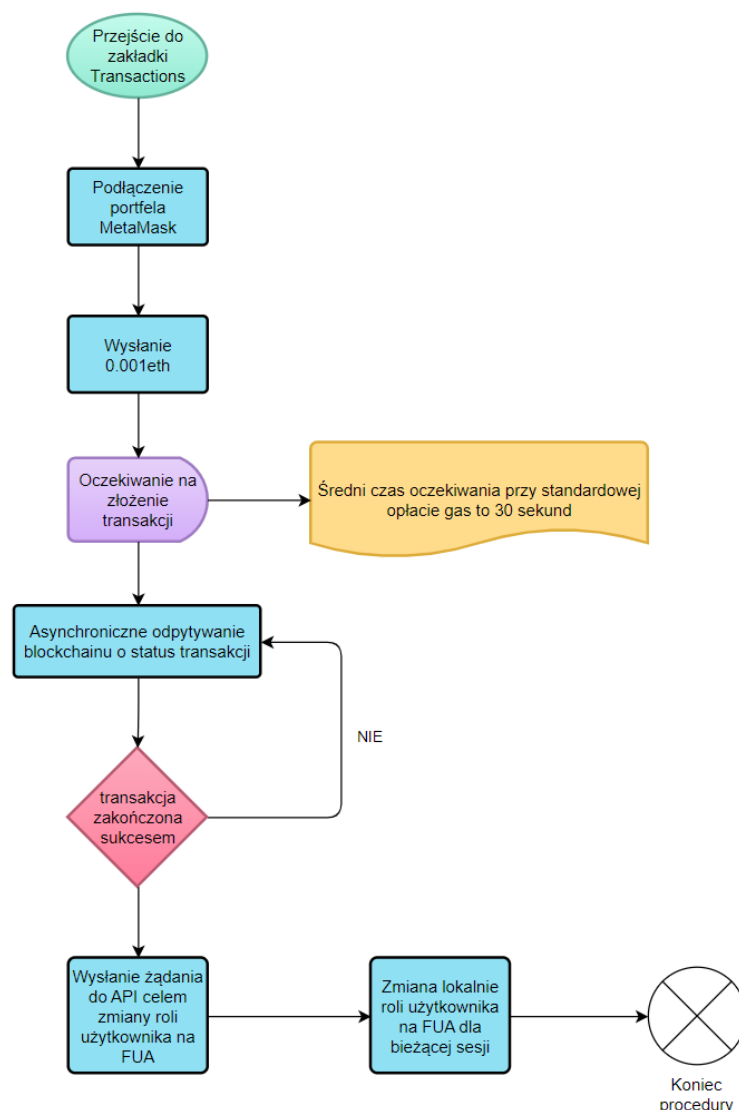 Przejście do
zakładki
Transactions
Podłączenie
portfela
MetaMask
Wysłanie
0.001eth
Oczekiwanie na
złożenie
transakcji
Średni czas oczekiwania przy standardowej
opłacie gas to 30 sekund
Asynchroniczne odpytywanie
blockchainu o status transakcji
NIE
transakcja
zakończona
sukcesem
Wysłanie żądania
do API celem
zmiany roli
użytkownika na
FUA
Zmiana lokalnie
roli użytkownika
na FUA dla
bieżącej sesji
Koniec
procedury